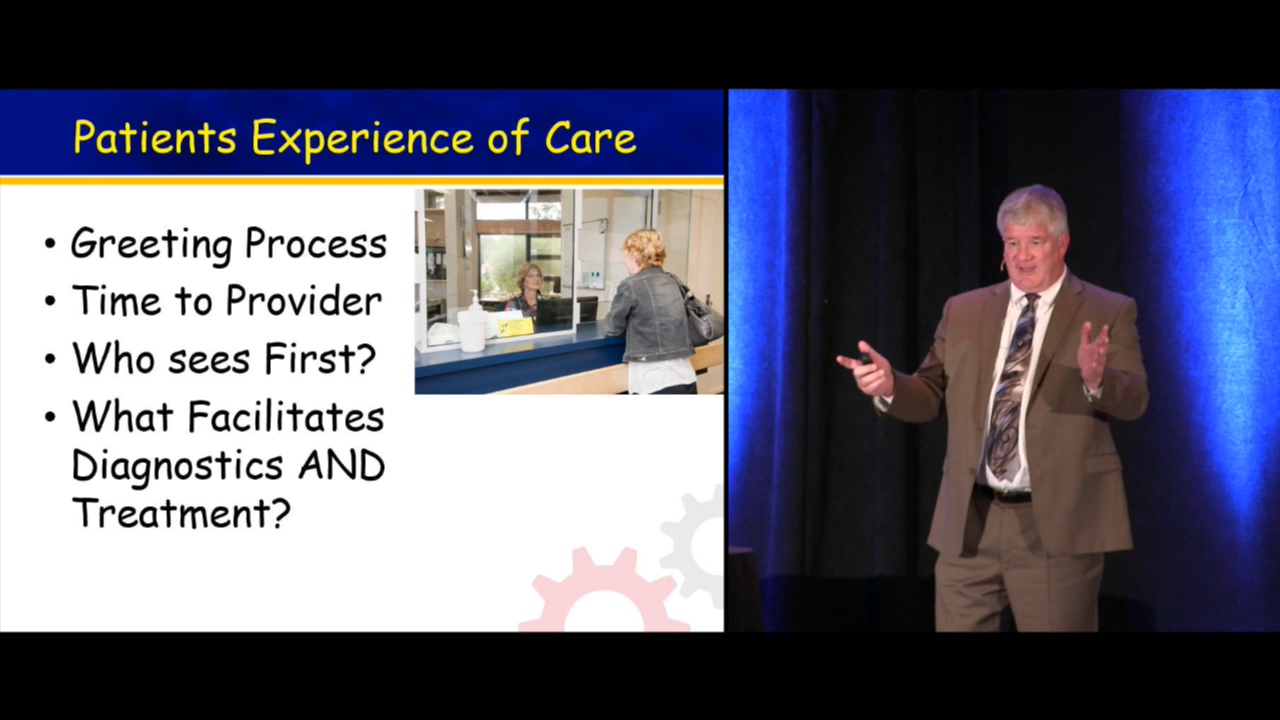 Patients Experience of Care
• Greeting Process
• Time to Provider
• Who sees First?
• What Facilitates
Diagnostics AND
Treatment?